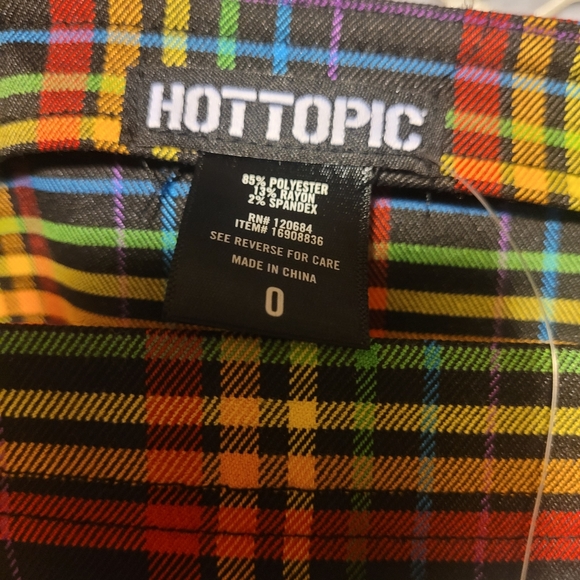 HOTTOPIC
85% POLYESTER
13% RAYON
2% SPANDEX
RN# 120684
ITEM# 16908836
SEE REVERSE FOR CARE
MADE IN CHINA
0